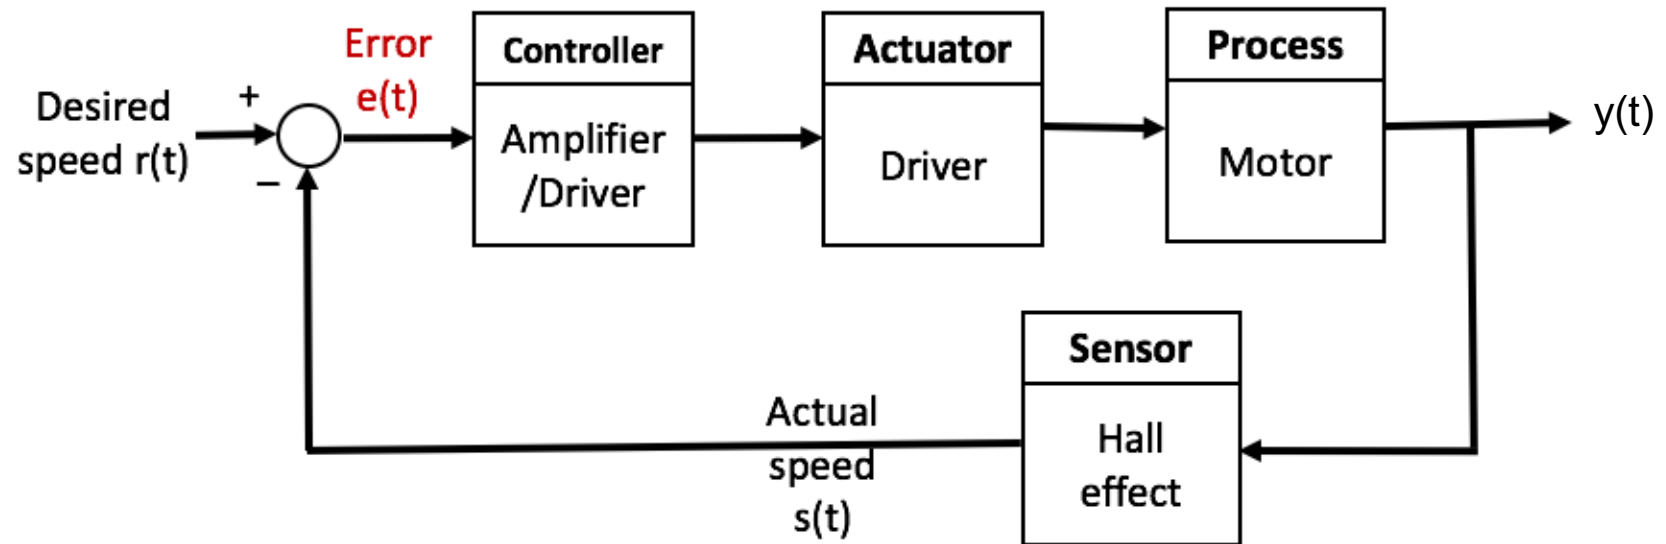 Desired
speed r(t)
+
−
Error
e(t)
Controller
Amplifier
/Driver
Actuator
Driver
Process
Motor
y(t)
Sensor
Hall
effect
Actual
speed
s(t)